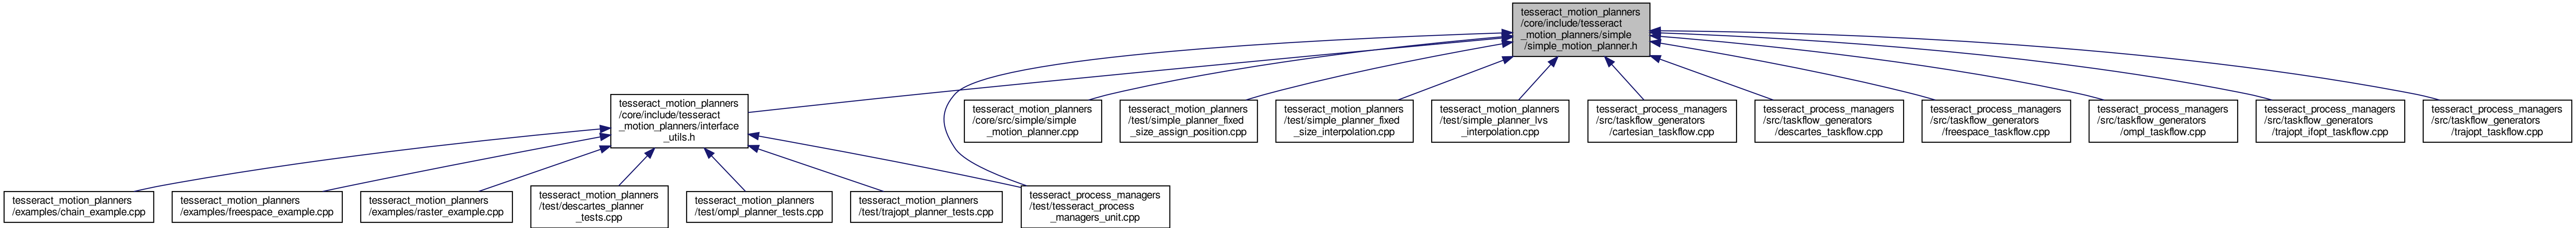 tesseract_motion_planners
/core/include/tesseract
_motion_planners/simple
/simple_motion_planner.h
tesseract_motion_planners
/core/include/tesseract
_motion_planners/interface
_utils.h
tesseract_motion_planners
/core/src/simple/simple
_motion_planner.cpp
tesseract_motion_planners
/test/simple_planner_fixed
_size_assign_position.cpp
tesseract_motion_planners
/test/simple_planner_fixed
_size_interpolation.cpp
tesseract_motion_planners
/test/simple_planner_lvs
_interpolation.cpp
tesseract_process_managers
/src/taskflow_generators
/cartesian_taskflow.cpp
tesseract_process_managers
/src/taskflow_generators
/descartes_taskflow.cpp
tesseract_process_managers
/src/taskflow_generators
/freespace_taskflow.cpp
tesseract_process_managers
/src/taskflow_generators
/ompl_taskflow.cpp
tesseract_process_managers
/src/taskflow_generators
/trajopt_ifopt_taskflow.cpp
tesseract_process_managers
/src/taskflow_generators
/trajopt_taskflow.cpp
tesseract_motion_planners
/examples/chain_example.cpp
tesseract_motion_planners
/examples/freespace_example.cpp
tesseract_motion_planners
/examples/raster_example.cpp
tesseract_motion_planners
/test/descartes_planner
_tests.cpp
tesseract_motion_planners
/test/ompl_planner_tests.cpp
tesseract_motion_planners
/test/trajopt_planner_tests.cpp
tesseract_process_managers
/test/tesseract_process
_managers_unit.cpp